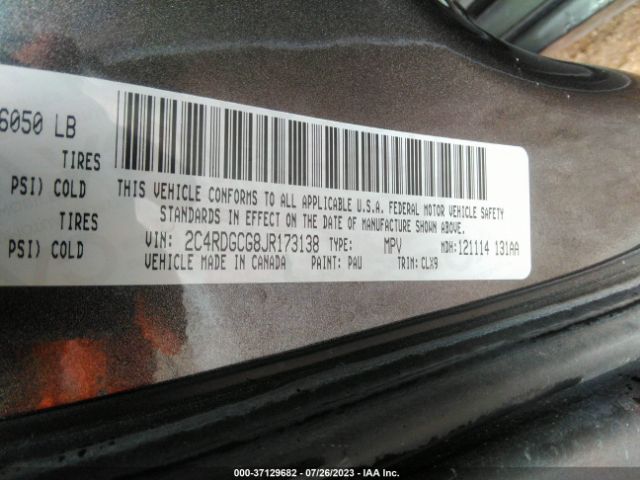 6050 LB
TIRES
PSI) COLD
TIRES
PSI) COLD
THIS VEHICLE CONFORMS TO ALL APPLICABLE U.S.A. FEDERAL MOTOR VEHICLE SAFETY
STANDARDS IN EFFECT ON THE DATE OF MANUFACTURE SHOWN ABOVE.
VIN: 2C4RDGCG8JR173138 TYPE: MPV MDH:121114 131AA
VEHICLE MADE IN CANADA PAINT: PAU TRIM:CLX9
000-37129682 / 07/26/2023 - IAA Inc.